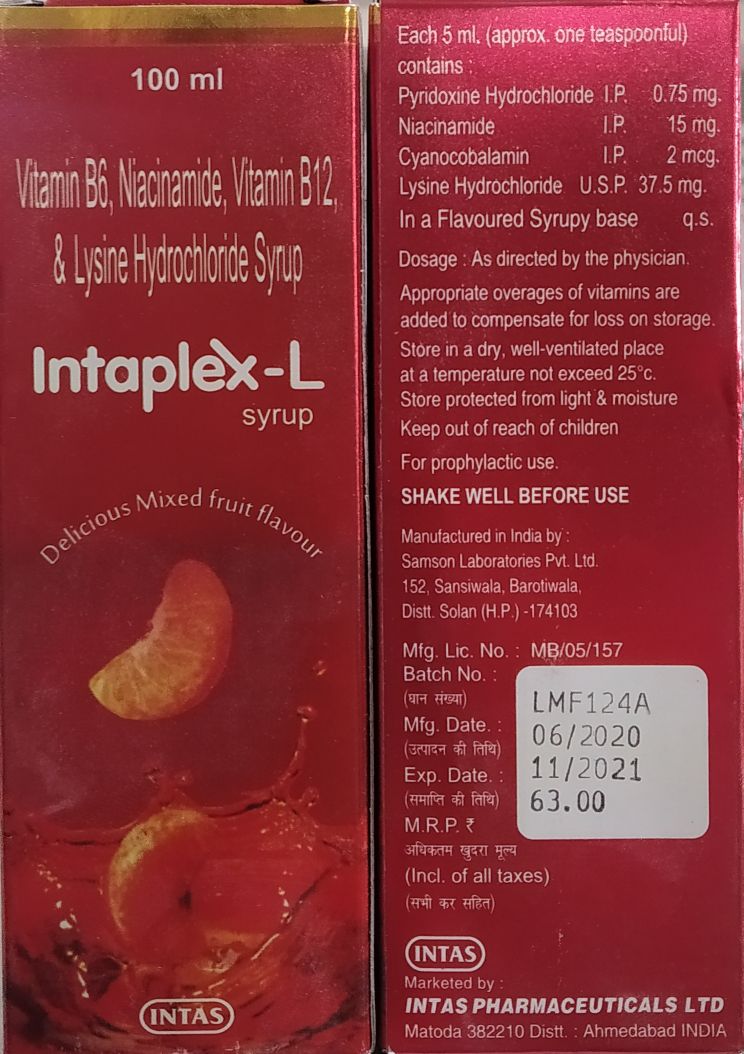 100 ml
Vitamin B6, Niacinamide, Vitamin B12,
& Lysine Hydrochloride Syrup
Intaplex-L
syrup
Delicious Mixed fruit flavour
INTAS
Each 5 ml. (approx. one teaspoonful)
contains :
Pyridoxine Hydrochloride I.P. 0.75 mg.
Niacinamide I.P. 15 mg.
Cyanocobalamin I.P. 2 mcg.
Lysine Hydrochloride U.S.P. 37.5 mg.
In a Flavoured Syrupy base q.s.
Dosage : As directed by the physician.
Appropriate overages of vitamins are
added to compensate for loss on storage.
Store in a dry, well-ventilated place
at a temperature not exceed 25°c.
Store protected from light & moisture
Keep out of reach of children
For prophylactic use.
SHAKE WELL BEFORE USE
Manufactured in India by :
Samson Laboratories Pvt. Ltd.
152, Sansiwala, Barotiwala,
Distt. Solan (H.P.) -174103
Mfg. Lic. No. : MB/05/157
Batch No. : LMF124A
(घान संख्या)
Mfg. Date. : 06/2020
(उत्पादन की तिथि)
Exp. Date. : 11/2021
(समाप्ति की तिथि)
M.R.P. ₹ 63.00
अधिकतम खुदरा मूल्य
(Incl. of all taxes)
(सभी कर सहित)
INTAS
Marketed by :
INTAS PHARMACEUTICALS LTD
Matoda 382210 Distt. : Ahmedabad INDIA